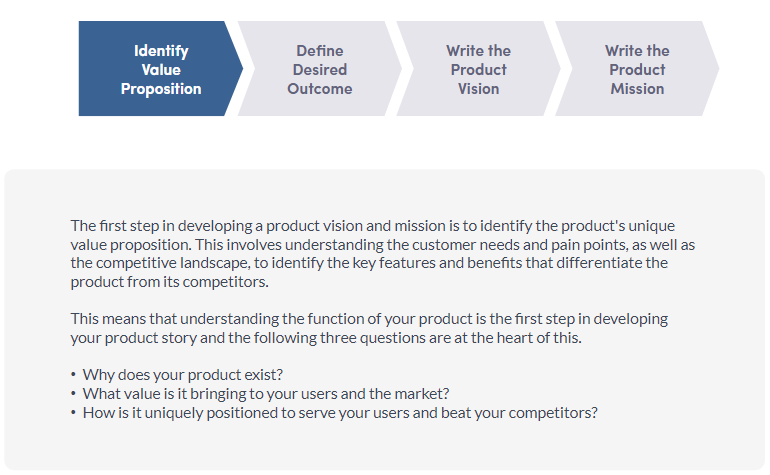 Identify
Value
Proposition
Define
Desired
Outcome
Write the
Product
Vision
Write the
Product
Mission
The first step in developing a product vision and mission is to identify the product's unique
value proposition. This involves understanding the customer needs and pain points, as well as
the competitive landscape, to identify the key features and benefits that differentiate the
product from its competitors.
This means that understanding the function of your product is the first step in developing
your product story and the following three questions are at the heart of this.
• Why does your product exist?
• What value is it bringing to your users and the market?
• How is it uniquely positioned to serve your users and beat your competitors?